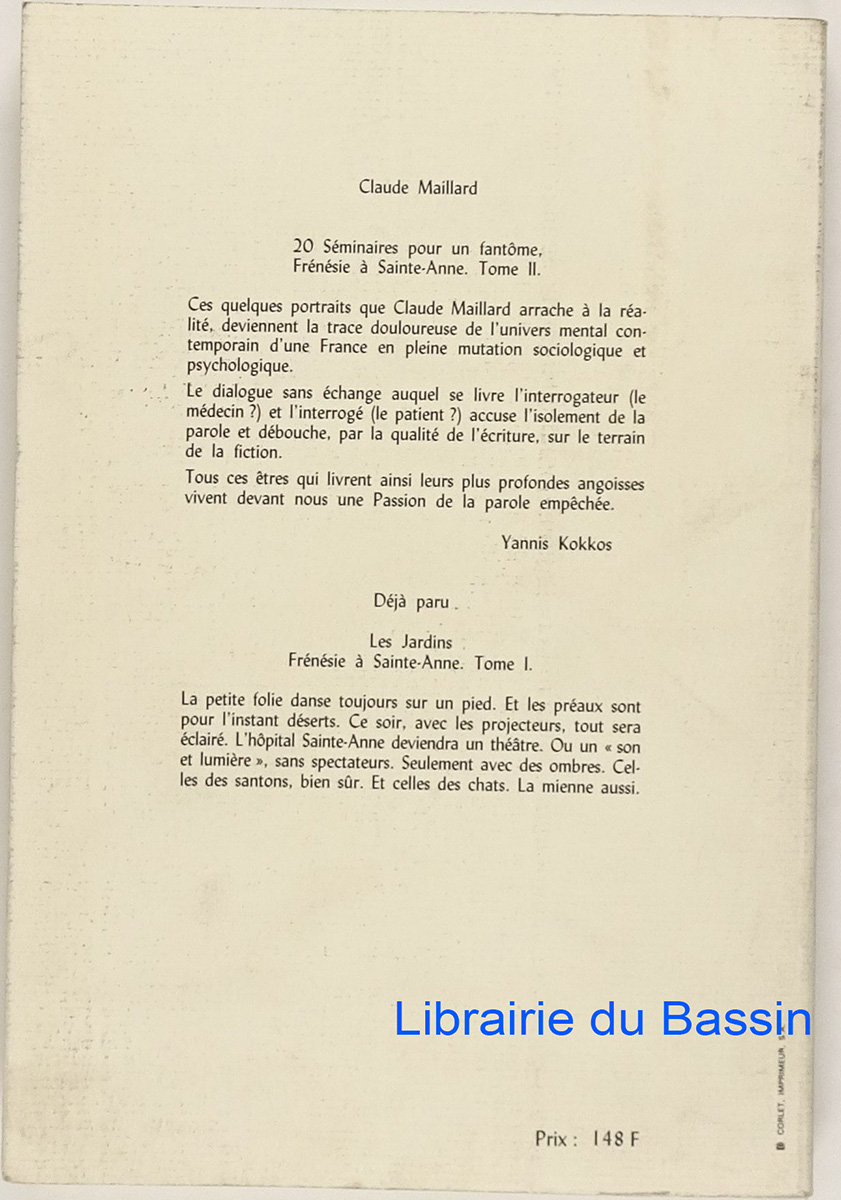 Claude Maillard
20 Séminaires pour un fantôme,
Frénésie à Sainte-Anne. Tome II.
Ces quelques portraits que Claude Maillard arrache à la réa-
lité, deviennent la trace douloureuse de l'univers mental con-
temporain d'une France en pleine mutation sociologique et
psychologique.
Le dialogue sans échange auquel se livre l'interrogateur (le
médecin ?) et l'interrogé (le patient ?) accuse l'isolement de la
parole et débouche, par la qualité de l'écriture, sur le terrain
de la fiction.
Tous ces êtres qui livrent ainsi leurs plus profondes angoisses
vivent devant nous une Passion de la parole empêchée.
Yannis Kokkos
Déjà paru
Les Jardins
Frénésie à Sainte-Anne. Tome I.
La petite folie danse toujours sur un pied. Et les préaux sont
pour l'instant déserts. Ce soir, avec les projecteurs, tout sera
éclairé. L'hôpital Sainte-Anne deviendra un théâtre. Ou un « son
et lumière », sans spectateurs. Seulement avec des ombres. Cel-
les des santons, bien sûr. Et celles des chats. La mienne aussi.
Librairie du Bassin
CORLET, IMPRIMEUR,
Prix : 148 F